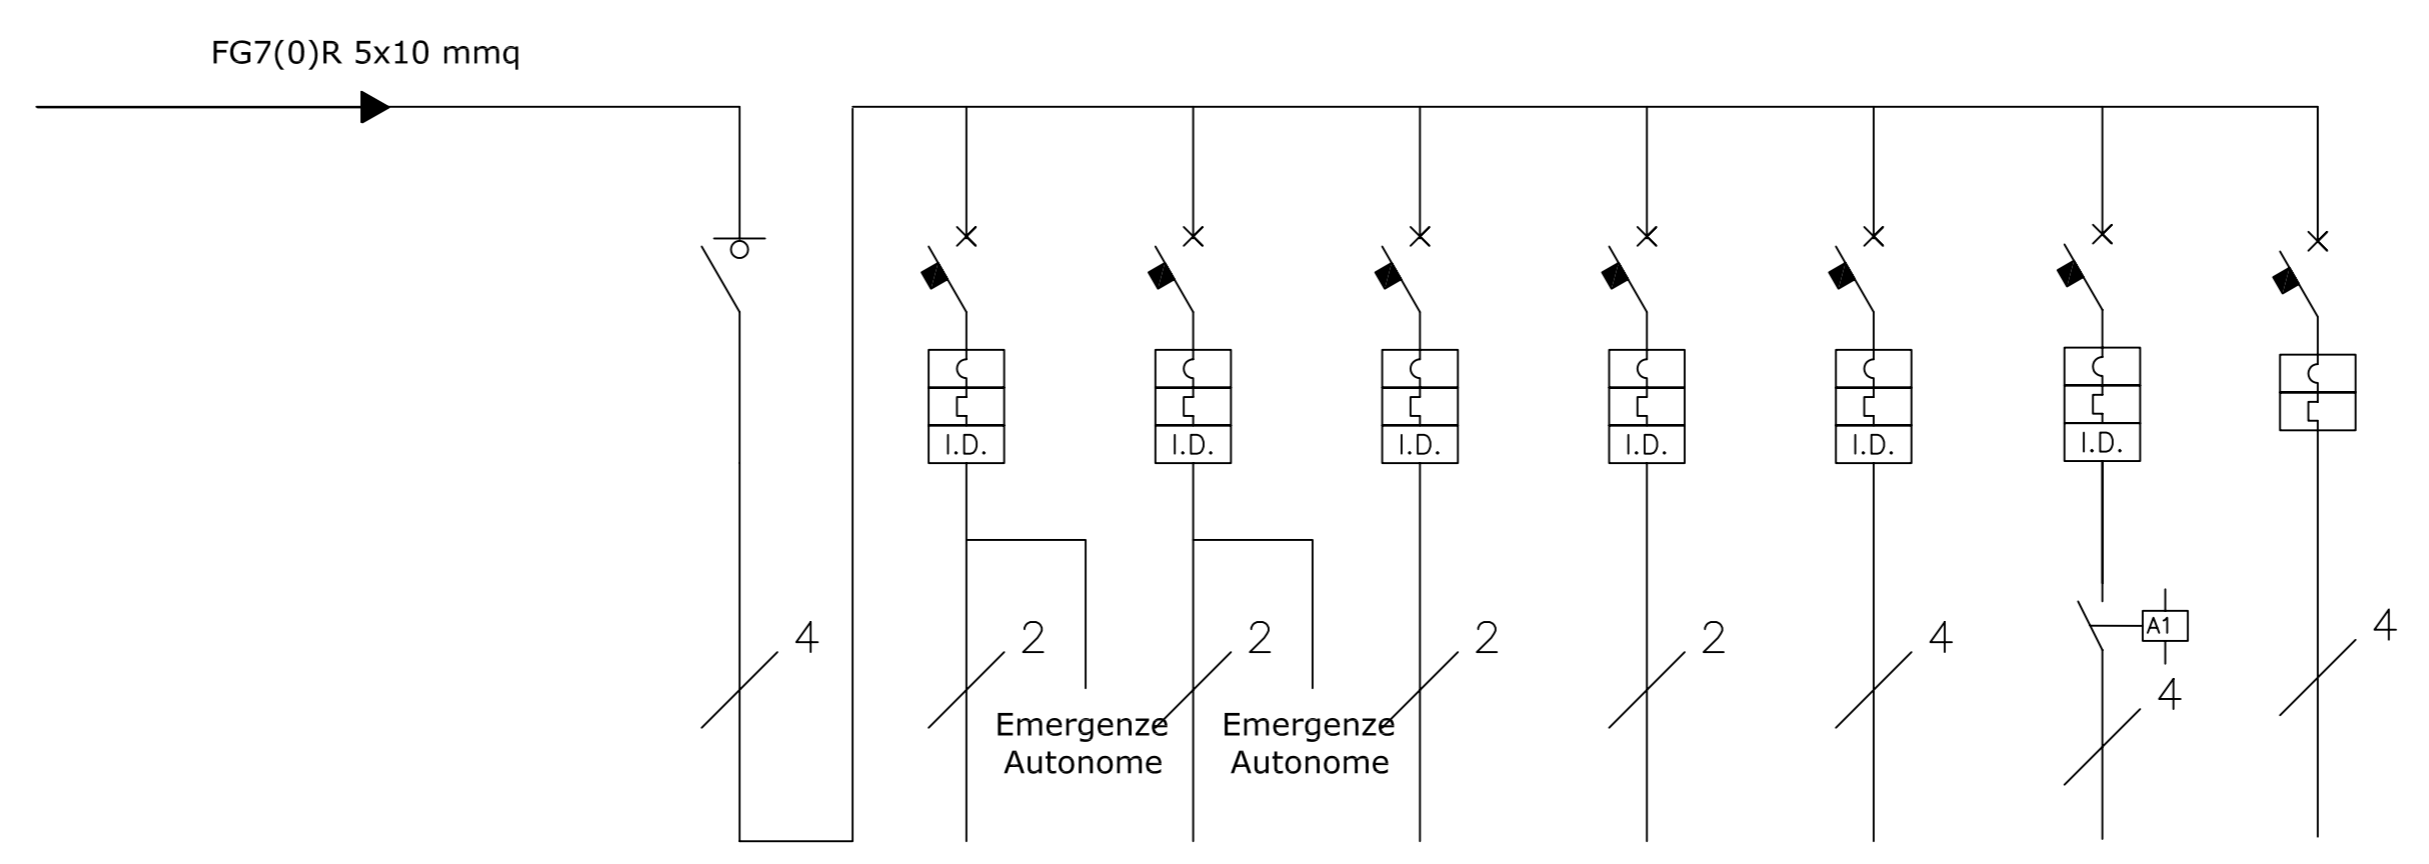 FG7(0)R 5x10 mmq
I.D.
I.D.
I.D.
I.D.
I.D.
I.D.
4
2
2
2
2
4
A1
4
4
Emergenze
Autonome
Emergenze
Autonome